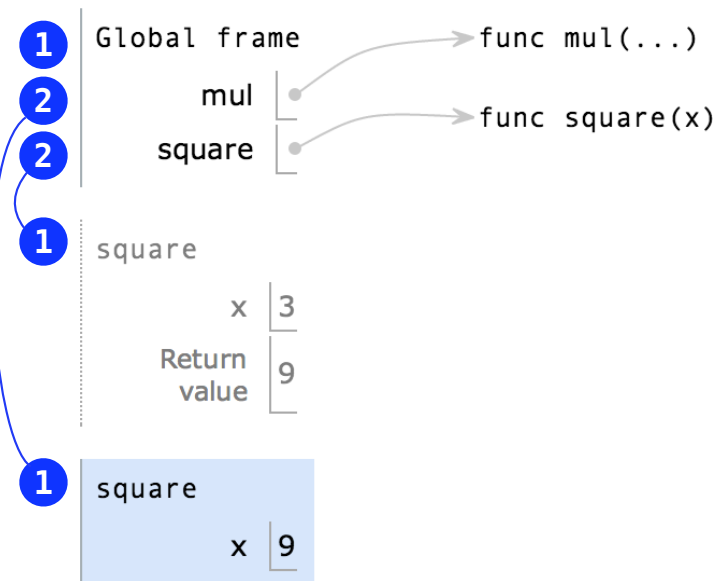 1 Global frame func mul(...)
2 mul
func square(x)
2 square
1 square
x 3
Return
value 9
1 square
x 9